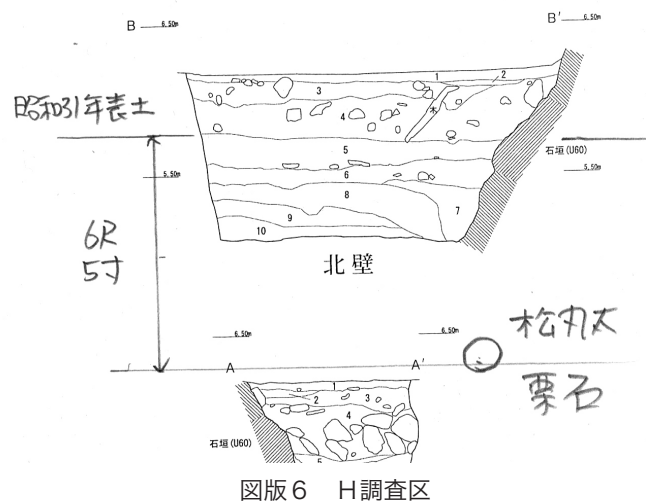 B 6.50m
B′ 6.50m
1
2
3
昭和31年表土
4
木
5
石垣(U60)
5.50m
5.50m
6
8
7
9
10
6尺
5寸
北壁
6.50m
6.50m
松丸太
A
A′
1
栗石
2
3
4
石垣(U60)
5
図版6 H調査区